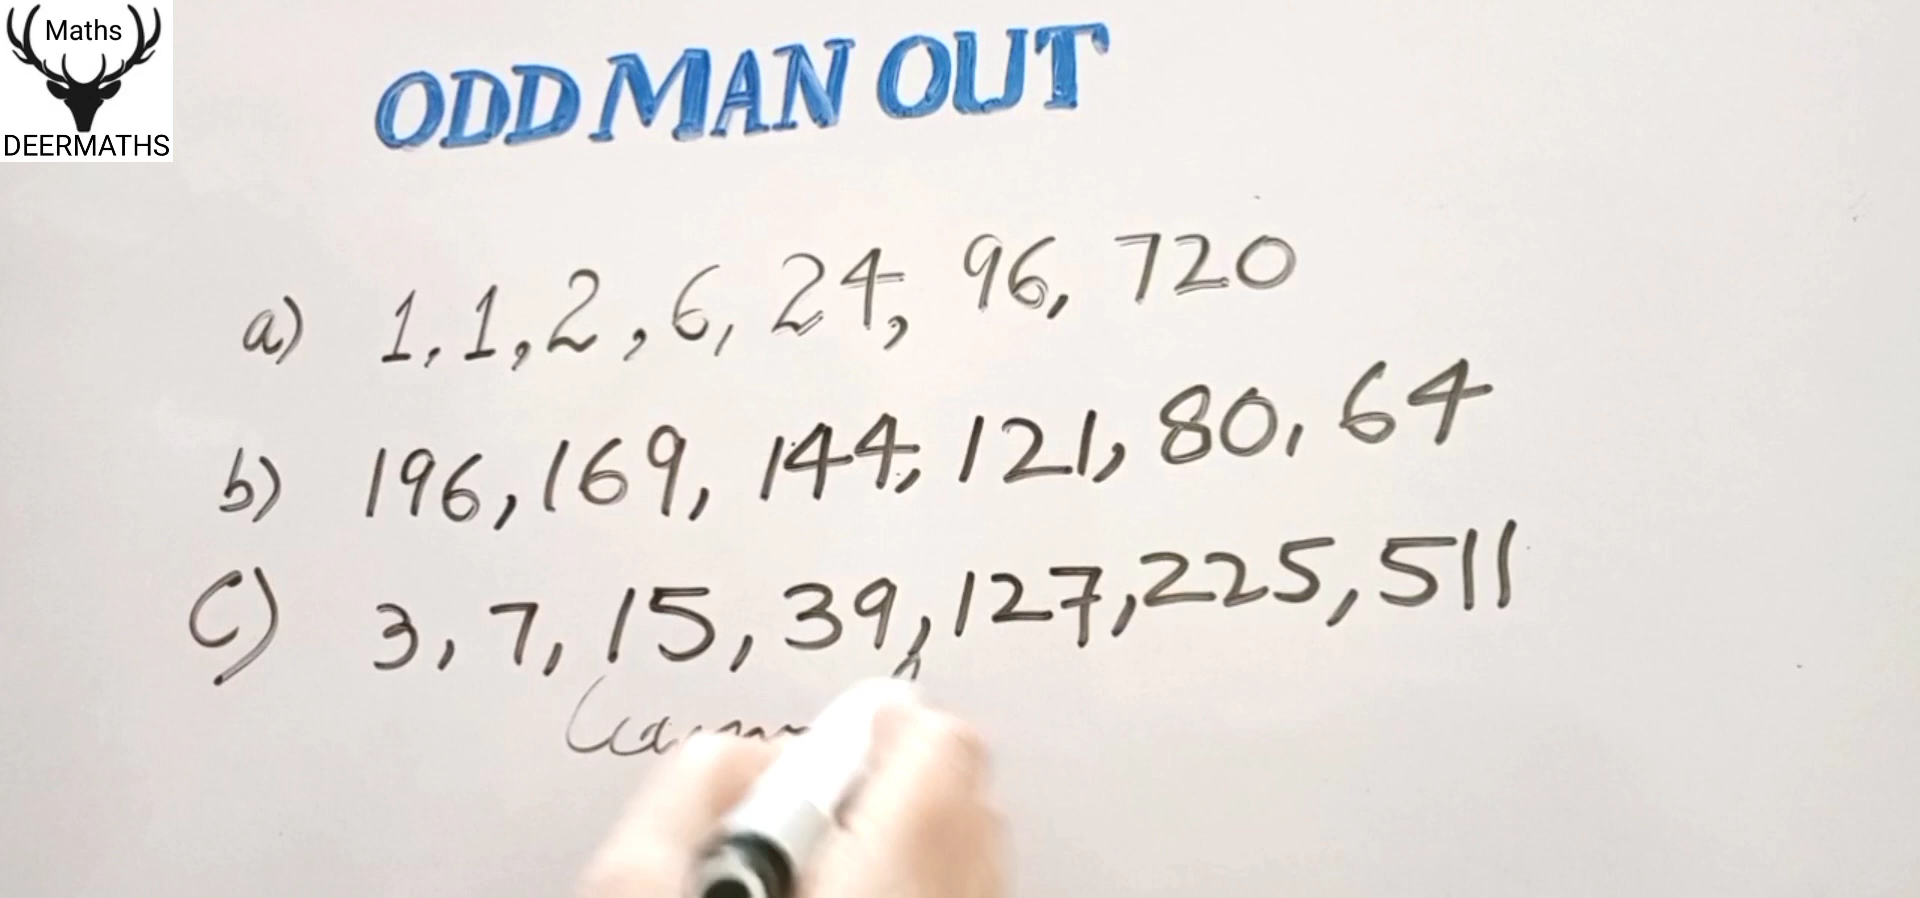 Maths
DEERMATHS
ODD MAN OUT
a) 1, 1, 2, 6, 24, 96, 720
b) 196, 169, 144, 121, 80, 64
c) 3, 7, 15, 39, 127, 225, 511